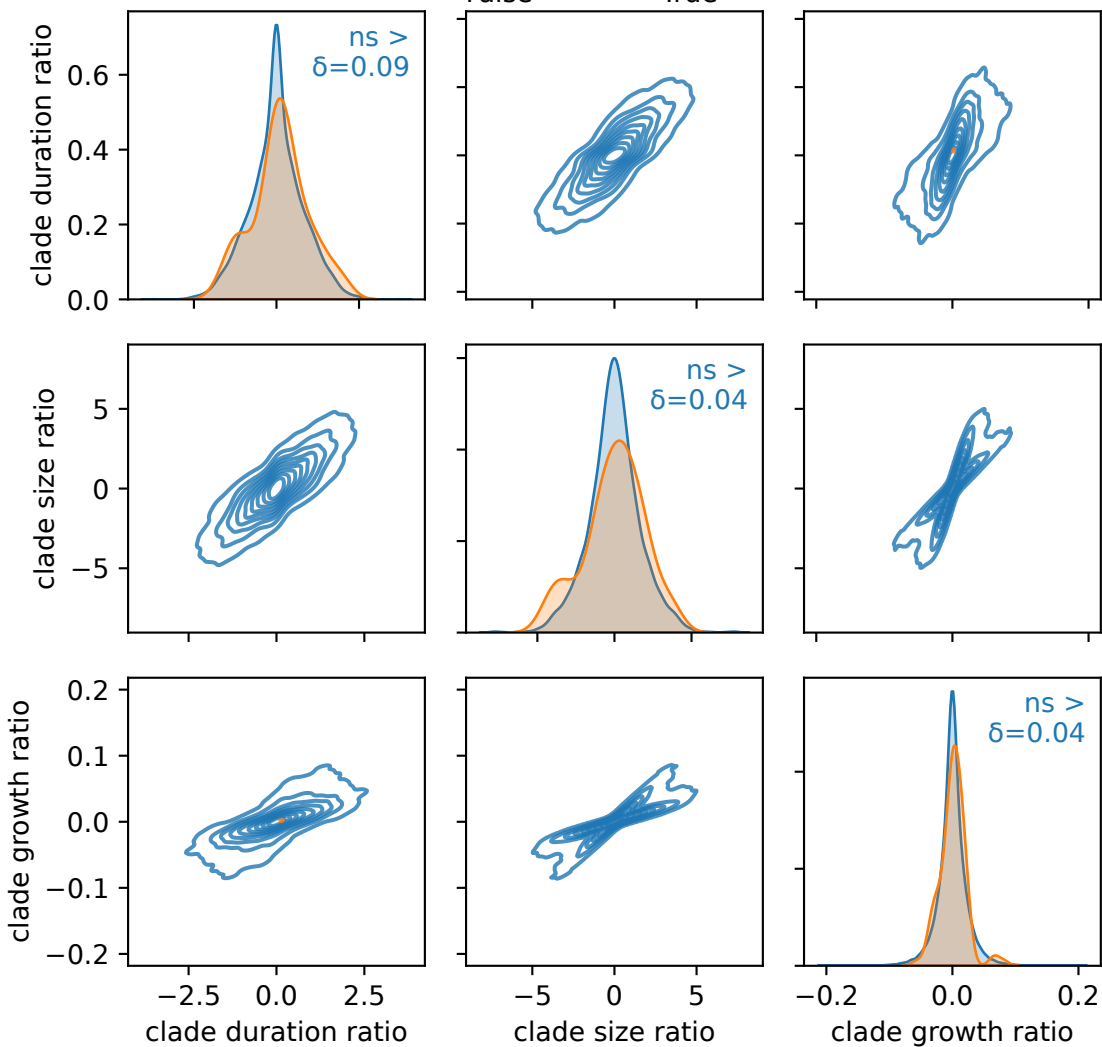 clade duration ratio
0.6
0.4
0.2
0.0
ns >
δ=0.09
clade size ratio
5
0
−5
ns >
δ=0.04
clade growth ratio
0.2
0.1
0.0
−0.1
−0.2
ns >
δ=0.04
−2.5 0.0 2.5
−5 0 5
−0.2 0.0 0.2
clade duration ratio
clade size ratio
clade growth ratio